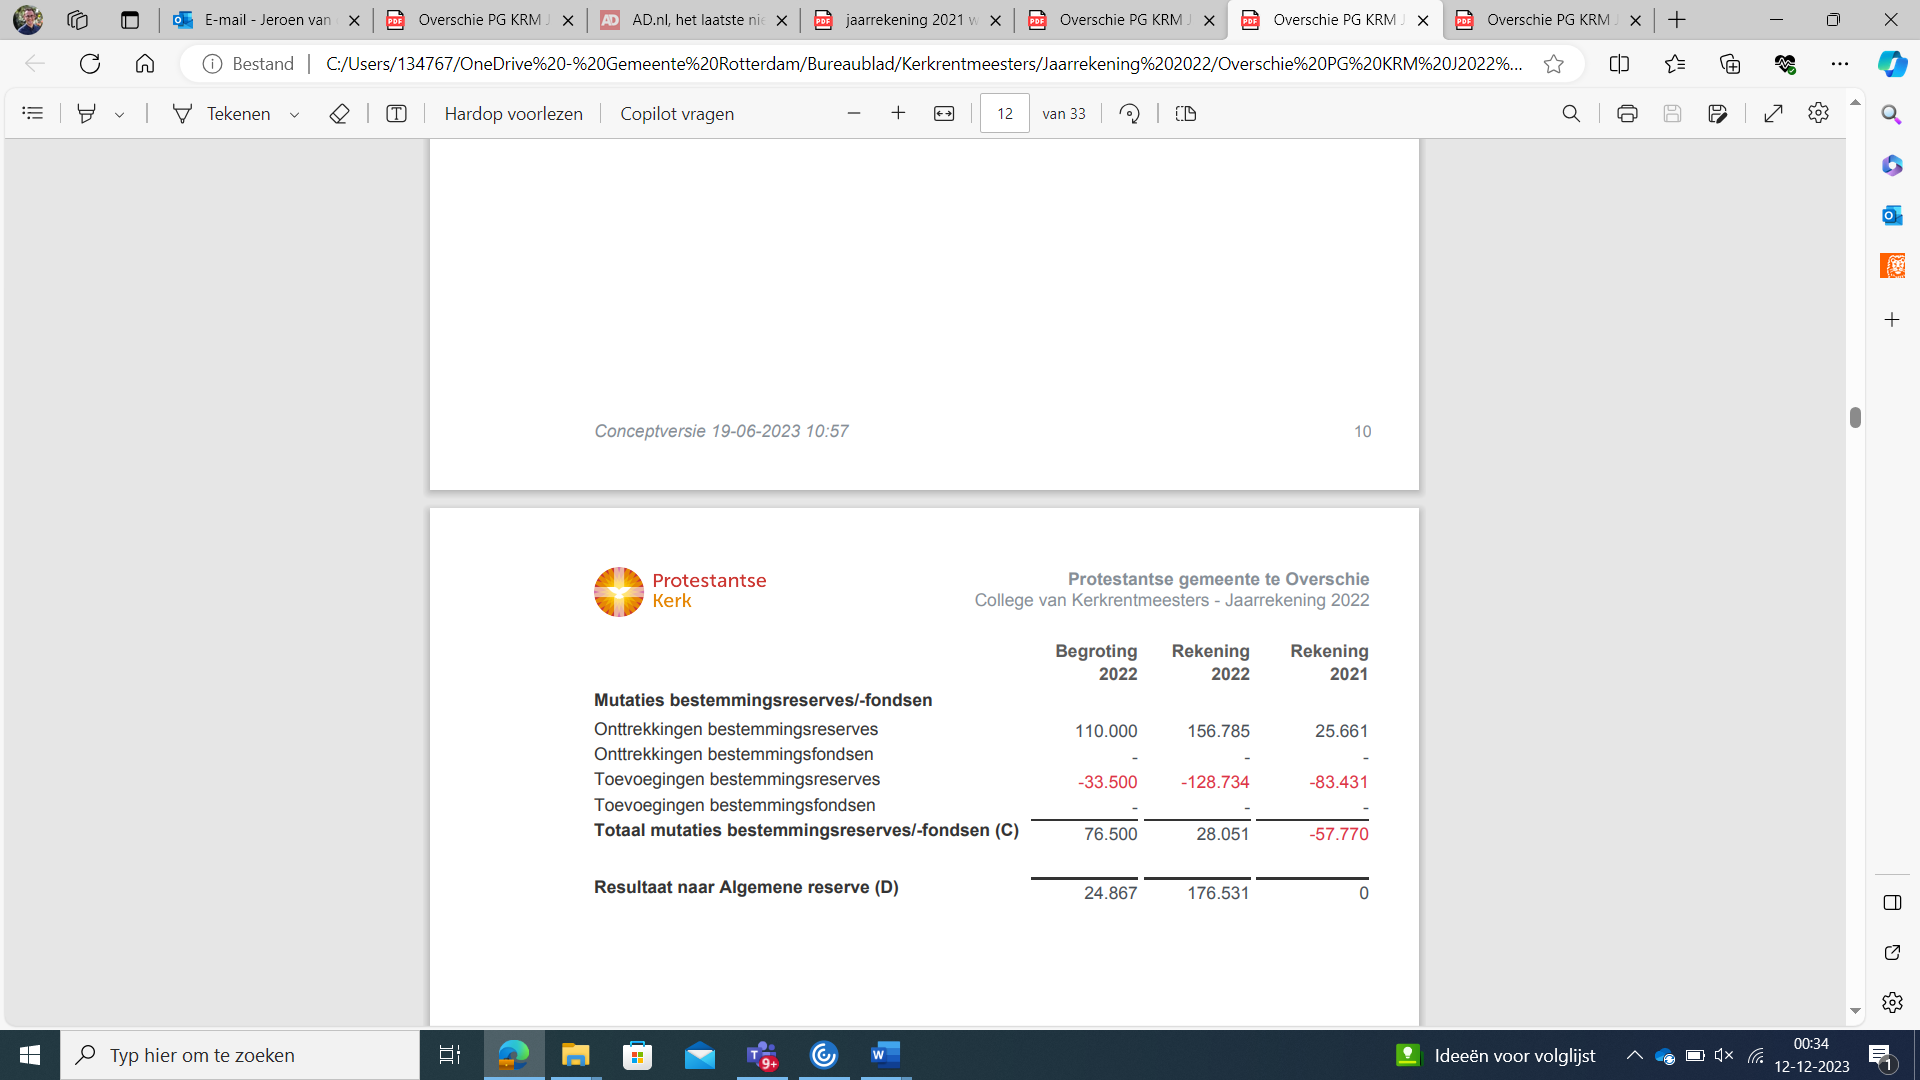 E-mail - Jeroen van
Overschie PG KRM J
AD.nl, het laatste nie
jaarrekening 2021 w
Overschie PG KRM J
Overschie PG KRM J
Overschie PG KRM J
Bestand
C:/Users/134767/OneDrive%20-%20Gemeente%20Rotterdam/Bureaublad/Kerkrentmeesters/Jaarrekening%202022/Overschie%20PG%20KRM%20J2022%...
Tekenen
Hardop voorlezen
Copilot vragen
12 van 33
Conceptversie 19-06-2023 10:57 10
Protestantse
Kerk
Protestantse gemeente te Overschie
College van Kerkrentmeesters - Jaarrekening 2022
Begroting Rekening Rekening
2022 2022 2021
Mutaties bestemmingsreserves/-fondsen
Onttrekkingen bestemmingsreserves 110.000 156.785 25.661
Onttrekkingen bestemmingsfondsen - - -
Toevoegingen bestemmingsreserves -33.500 -128.734 -83.431
Toevoegingen bestemmingsfondsen - - -
Totaal mutaties bestemmingsreserves/-fondsen (C) 76.500 28.051 -57.770
Resultaat naar Algemene reserve (D) 24.867 176.531 0
Typ hier om te zoeken
9+
Ideeën voor volglijst
00:34
12-12-2023
1